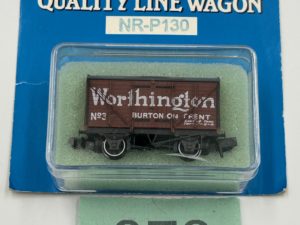 QUALITY LINE WAGON
NR-P130
Worthington
Nº3 BURTON ON TRENT